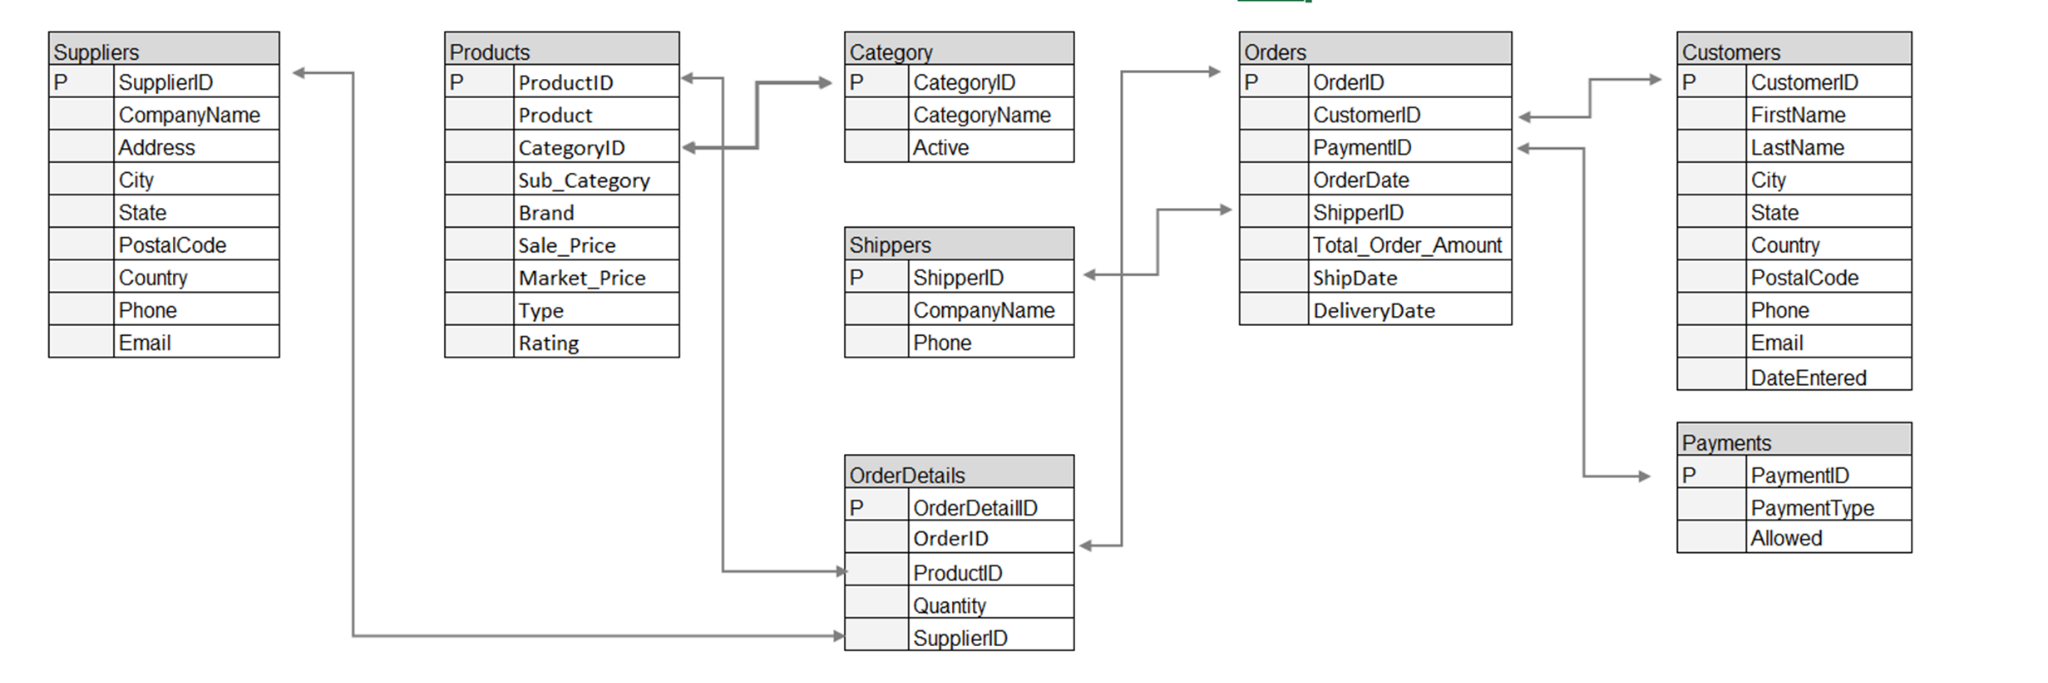 Suppliers
P SupplierID
CompanyName
Address
City
State
PostalCode
Country
Phone
Email
Products
P ProductID
Product
CategoryID
Sub_Category
Brand
Sale_Price
Market_Price
Type
Rating
Category
P CategoryID
CategoryName
Active
Shippers
P ShipperID
CompanyName
Phone
OrderDetails
P OrderDetailID
OrderID
ProductID
Quantity
SupplierID
Orders
P OrderID
CustomerID
PaymentID
OrderDate
ShipperID
Total_Order_Amount
ShipDate
DeliveryDate
Customers
P CustomerID
FirstName
LastName
City
State
Country
PostalCode
Phone
Email
DateEntered
Payments
P PaymentID
PaymentType
Allowed